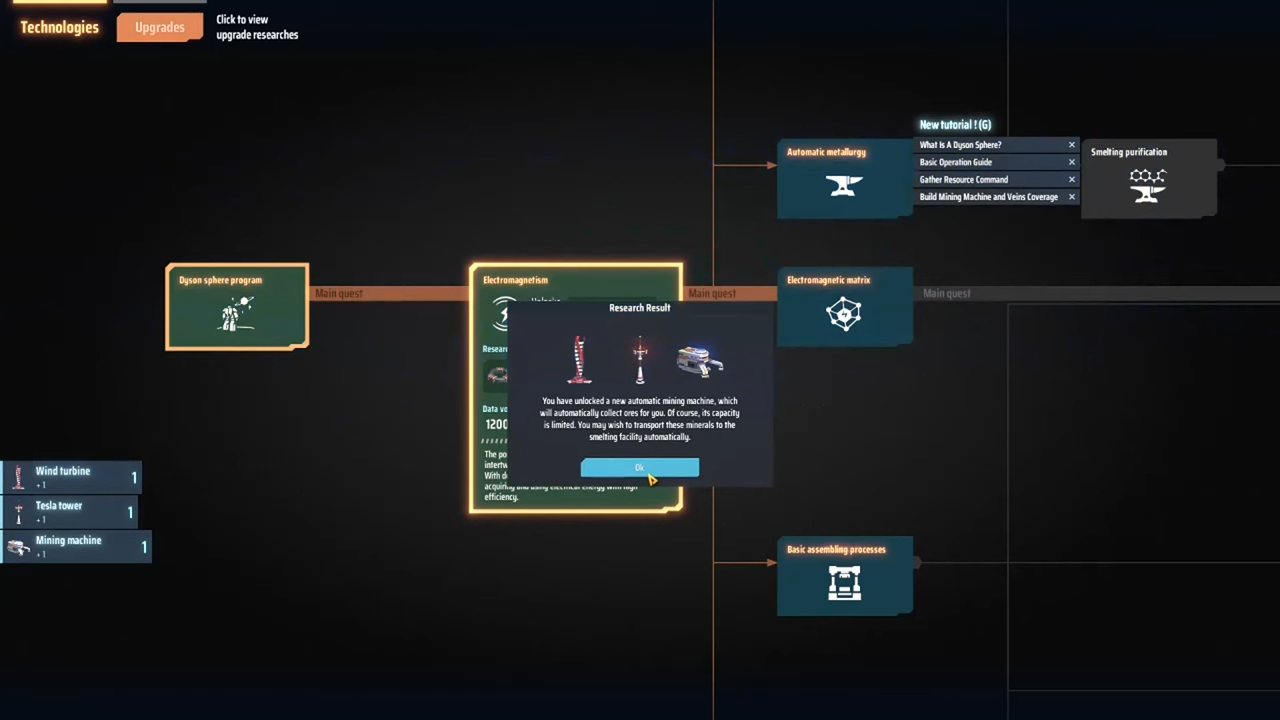 Technologies
Upgrades
Click to view
upgrade researches
New tutorial ! (G)
What Is A Dyson Sphere?
Basic Operation Guide
Gather Resource Command
Build Mining Machine and Veins Coverage
Automatic metallurgy
Smelting purification
Dyson sphere program
Main quest
Electromagnetism
Main quest
Electromagnetic matrix
Main quest
Research Result
Data vo
1200
You have unlocked a new automatic mining machine, which
will automatically collect ores for you. Of course, its capacity
is limited. You may wish to transport these minerals to the
smelting facility automatically.
Ok
The po
intertw
With d
acquiring and using electrical energy with high
efficiency.
Wind turbine
+ 1
1
Tesla tower
+ 1
1
Mining machine
+ 1
1
Basic assembling processes